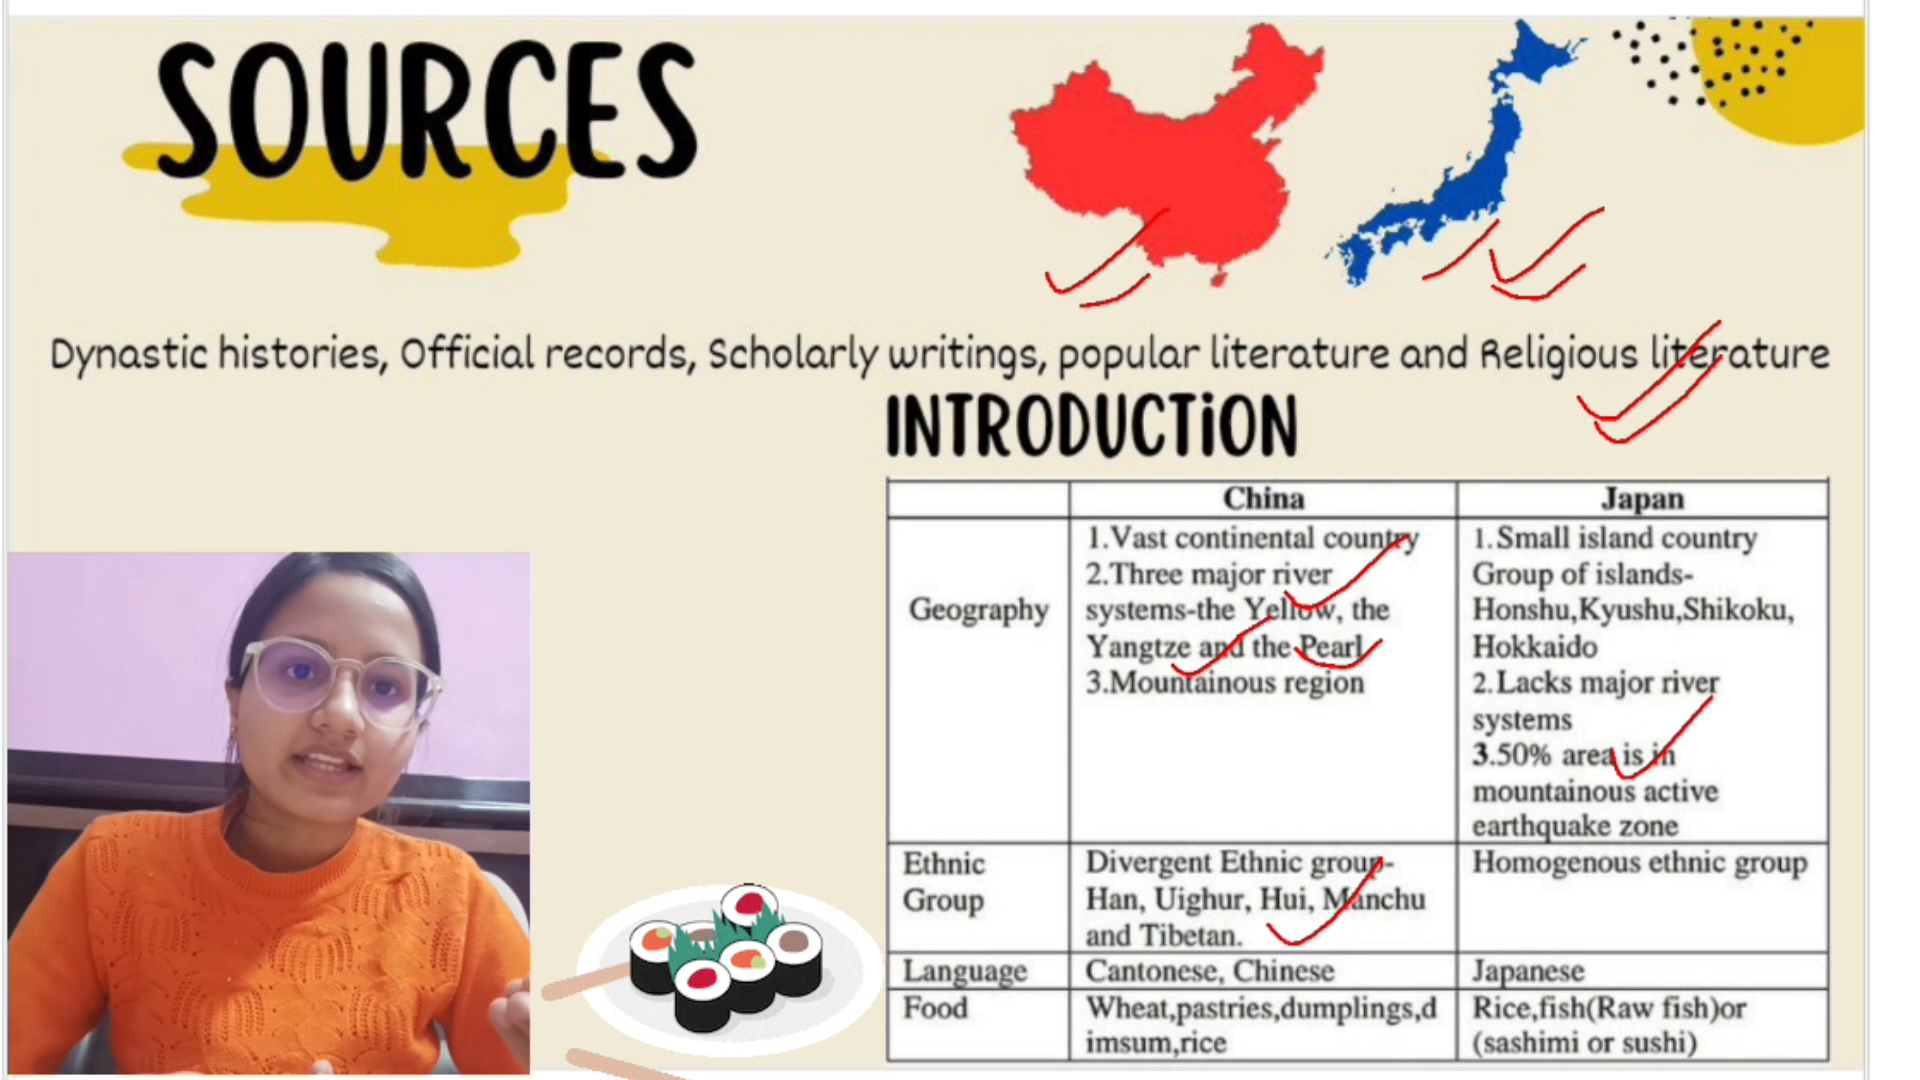 SOURCES
Dynastic histories, Official records, Scholarly writings, popular literature and Religious literature
INTRODUCTiON
China
Japan
Geography
1.Vast continental country
2.Three major river
systems-the Yellow, the
Yangtze and the Pearl
3.Mountainous region
1.Small island country
Group of islands-
Honshu,Kyushu,Shikoku,
Hokkaido
2.Lacks major river
systems
3.50% area is in
mountainous active
earthquake zone
Ethnic
Group
Divergent Ethnic group-
Han, Uighur, Hui, Manchu
and Tibetan.
Homogenous ethnic group
Language
Cantonese, Chinese
Japanese
Food
Wheat,pastries,dumplings,d
imsum,rice
Rice,fish(Raw fish)or
(sashimi or sushi)